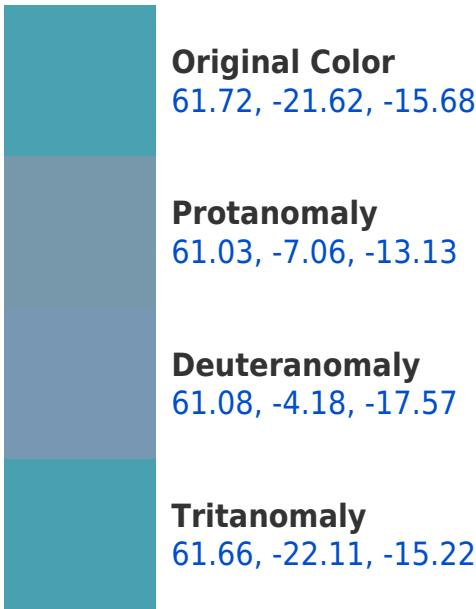 Original Color
61.72, -21.62, -15.68
Protanomaly
61.03, -7.06, -13.13
Deuteranomaly
61.08, -4.18, -17.57
Tritanomaly
61.66, -22.11, -15.22